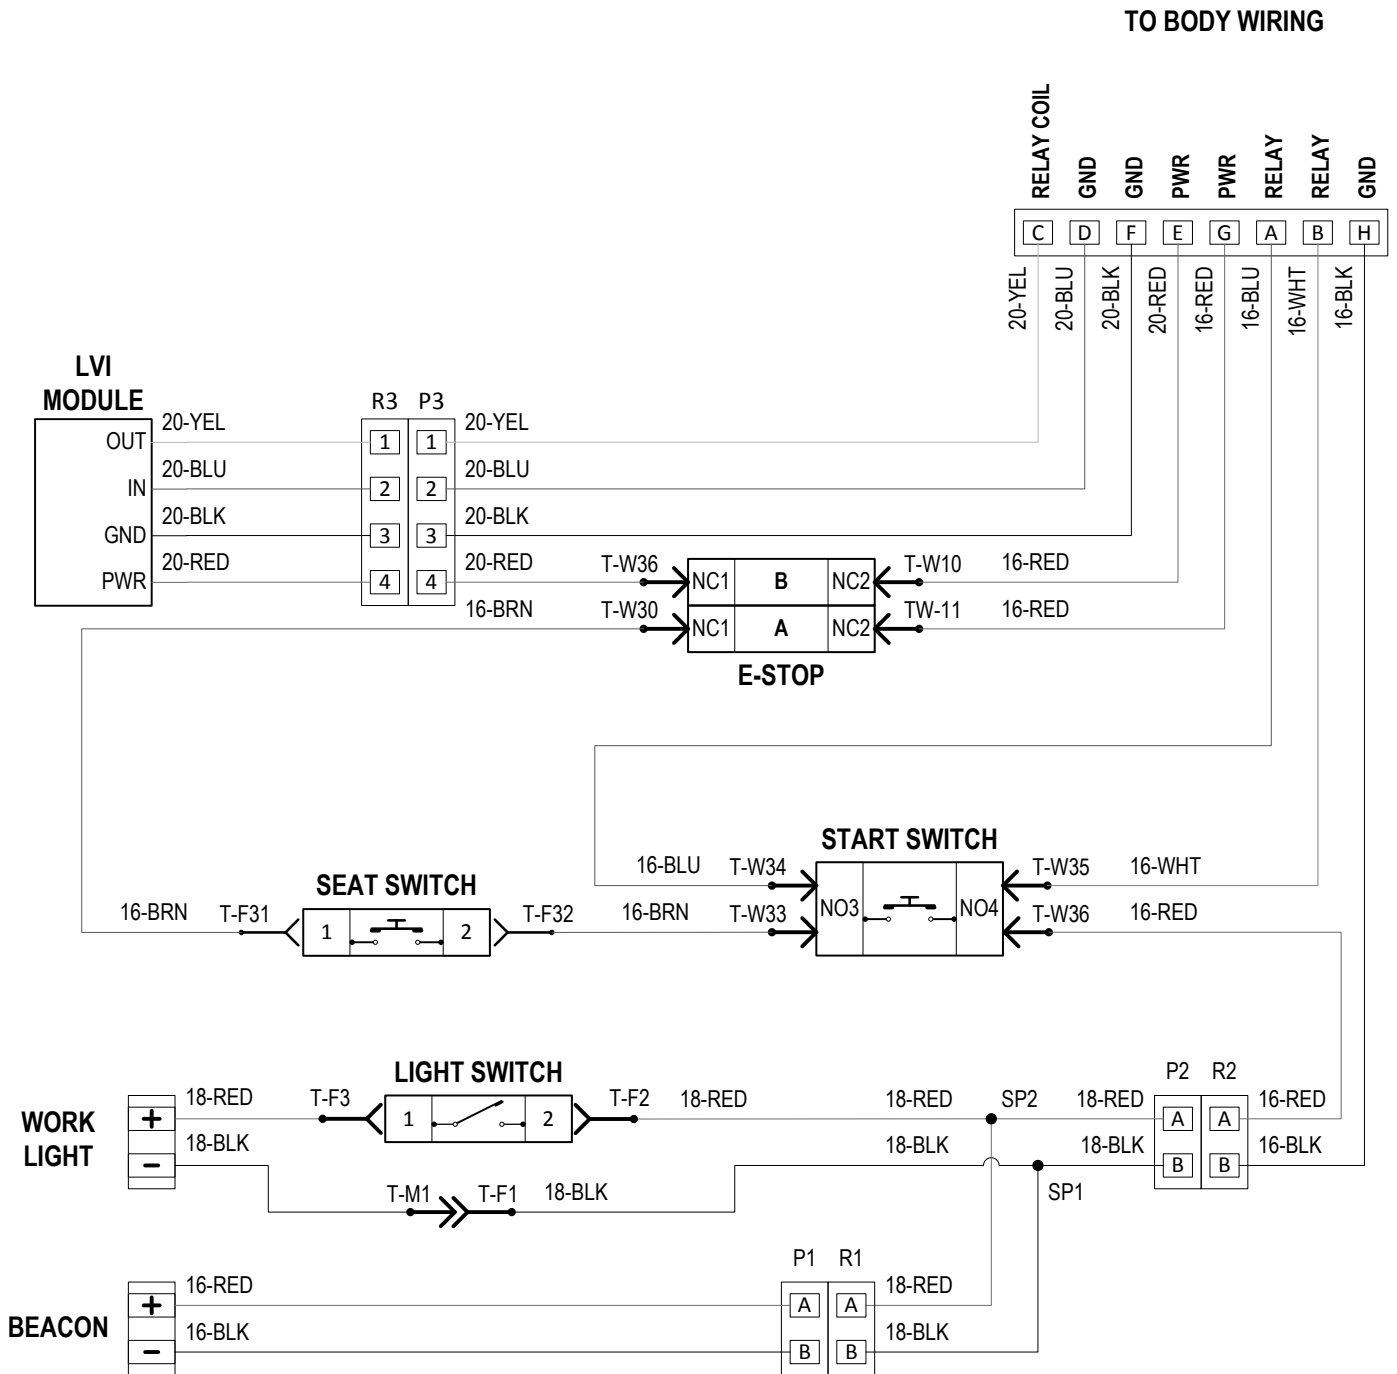 TO BODY WIRING
RELAY COIL
GND
GND
PWR
PWR
RELAY
RELAY
GND
C D F E G A B H
20-YEL
20-BLU
20-BLK
20-RED
16-RED
16-BLU
16-WHT
16-BLK
LVI
MODULE
R3 P3
20-YEL 20-YEL
OUT 1 1
20-BLU 20-BLU
IN 2 2
20-BLK 20-BLK
GND 3 3
20-RED 20-RED T-W36 T-W10 16-RED
PWR 4 4 NC1 B NC2
16-BRN T-W30 TW-11 16-RED
NC1 A NC2
E-STOP
START SWITCH
16-BLU T-W34 T-W35 16-WHT
SEAT SWITCH
NO3 NO4
16-BRN T-F31 T-F32 16-BRN T-W33 T-W36 16-RED
1 2
LIGHT SWITCH
P2 R2
18-RED T-F3 T-F2 18-RED 18-RED SP2 18-RED 16-RED
WORK
LIGHT
+ 1 2 A A
18-BLK 18-BLK 18-BLK 16-BLK
- B B
T-M1 T-F1 18-BLK SP1
P1 R1
16-RED 18-RED
+ A A
BEACON
16-BLK 18-BLK
- B B